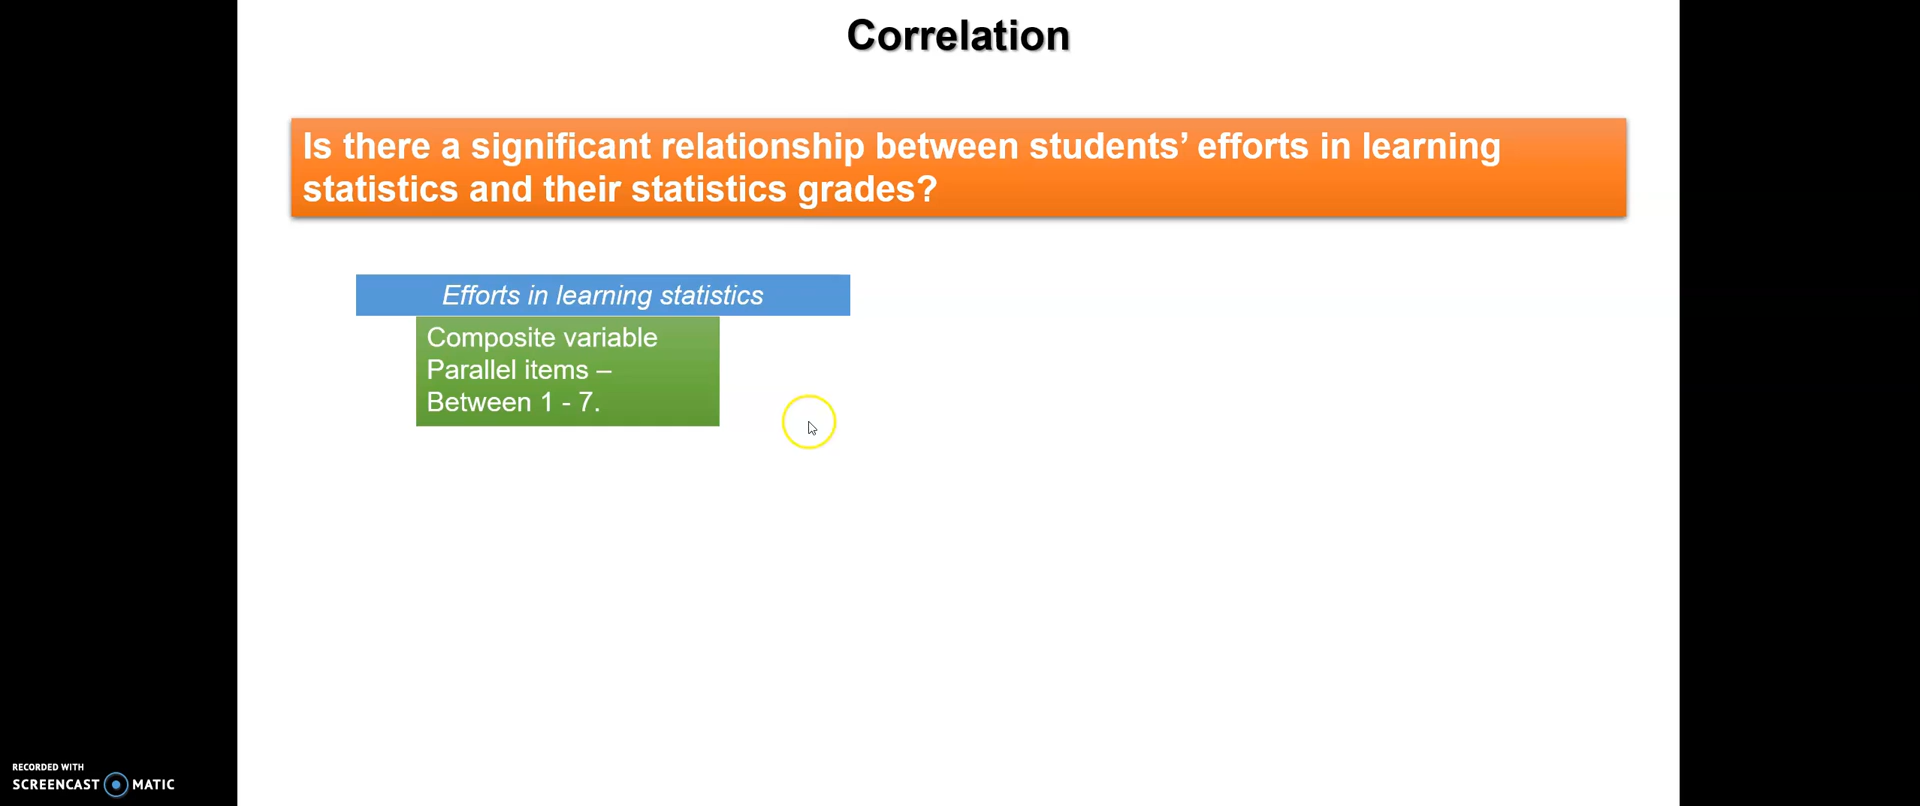 Correlation
Is there a significant relationship between students’ efforts in learning
statistics and their statistics grades?
Efforts in learning statistics
Composite variable
Parallel items –
Between 1 - 7.
RECORDED WITH
SCREENCAST MATIC